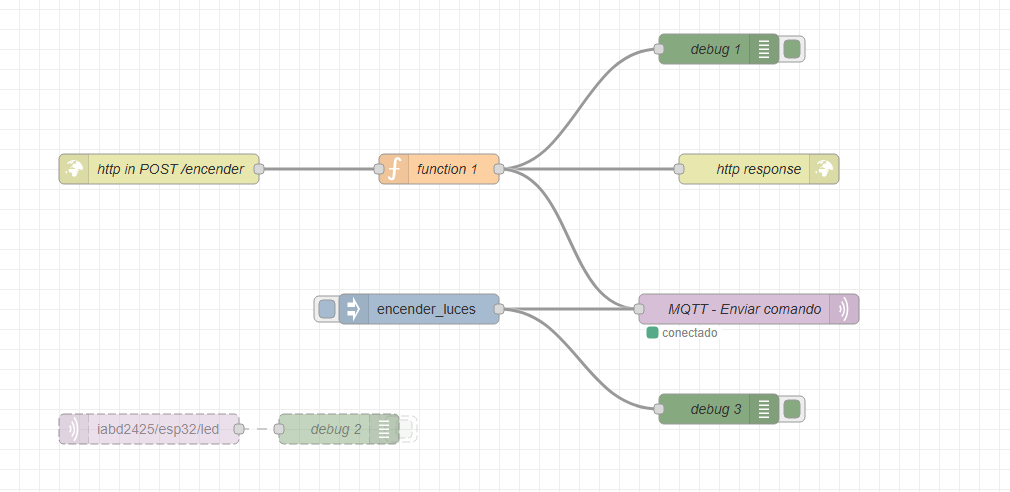 debug 1
http in POST /encender
function 1
http response
encender_luces
MQTT - Enviar comando
conectado
debug 3
iabd2425/esp32/led
debug 2